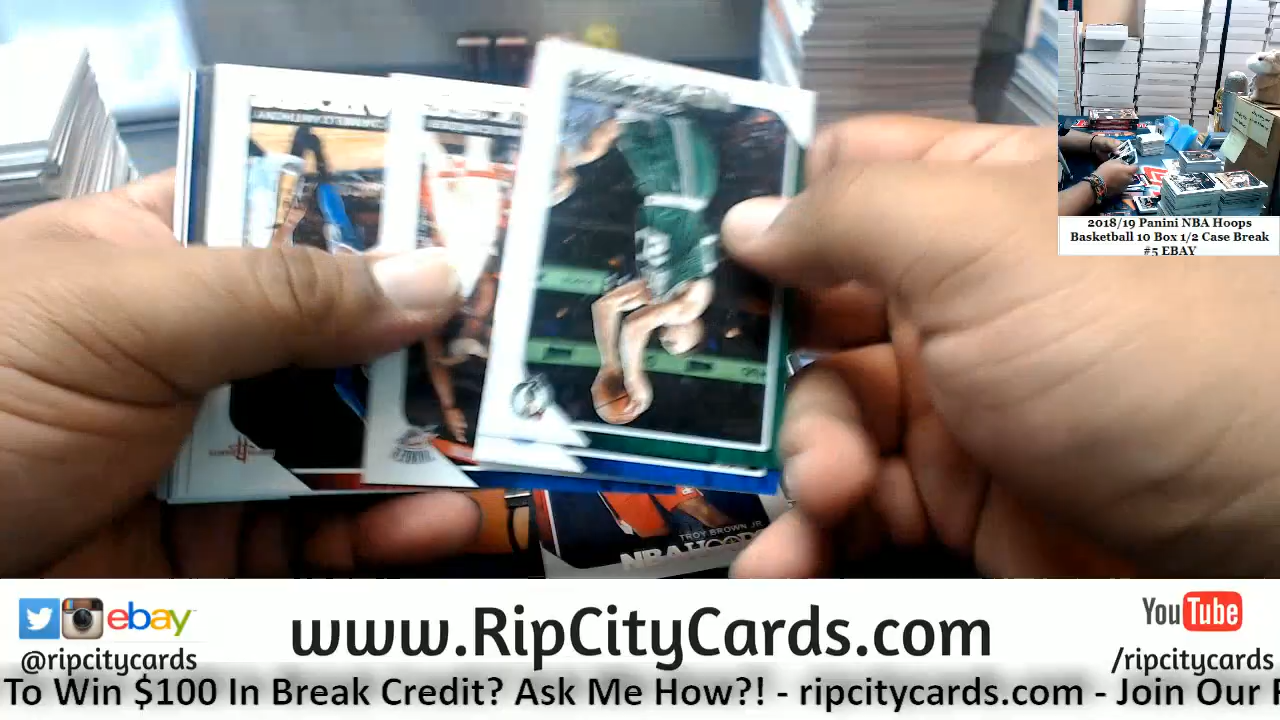 2018/19 Panini NBA Hoops
Basketball 10 Box 1/2 Case Break
#5 EBAY
TROY BROWN JR
NBA HOOPS
ebay
@ripcitycards
www.RipCityCards.com
YouTube
/ripcitycards
To Win $100 In Break Credit? Ask Me How?! - ripcitycards.com - Join Our